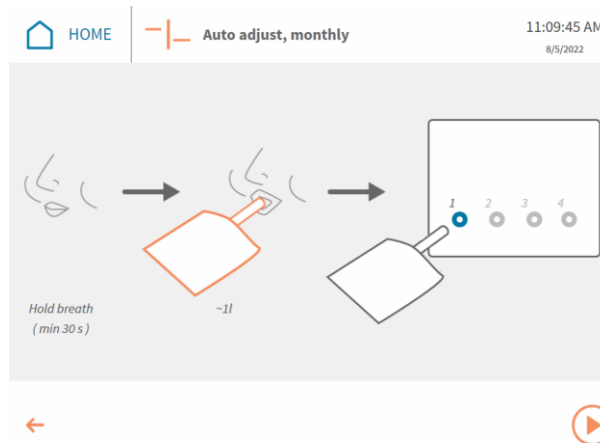 HOME
Auto adjust, monthly
11:09:45 AM
8/5/2022
1 2 3 4
Hold breath
( min 30 s )
~1l